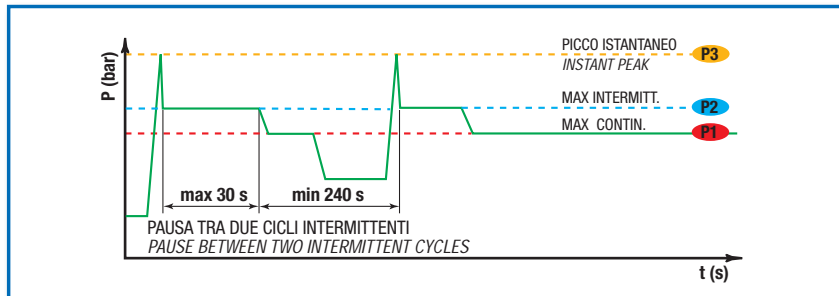 P (bar)
PICCO ISTANTANEO
INSTANT PEAK
P3
MAX INTERMITT.
P2
MAX CONTIN.
P1
max 30 s
min 240 s
PAUSA TRA DUE CICLI INTERMITTENTI
PAUSE BETWEEN TWO INTERMITTENT CYCLES
t (s)